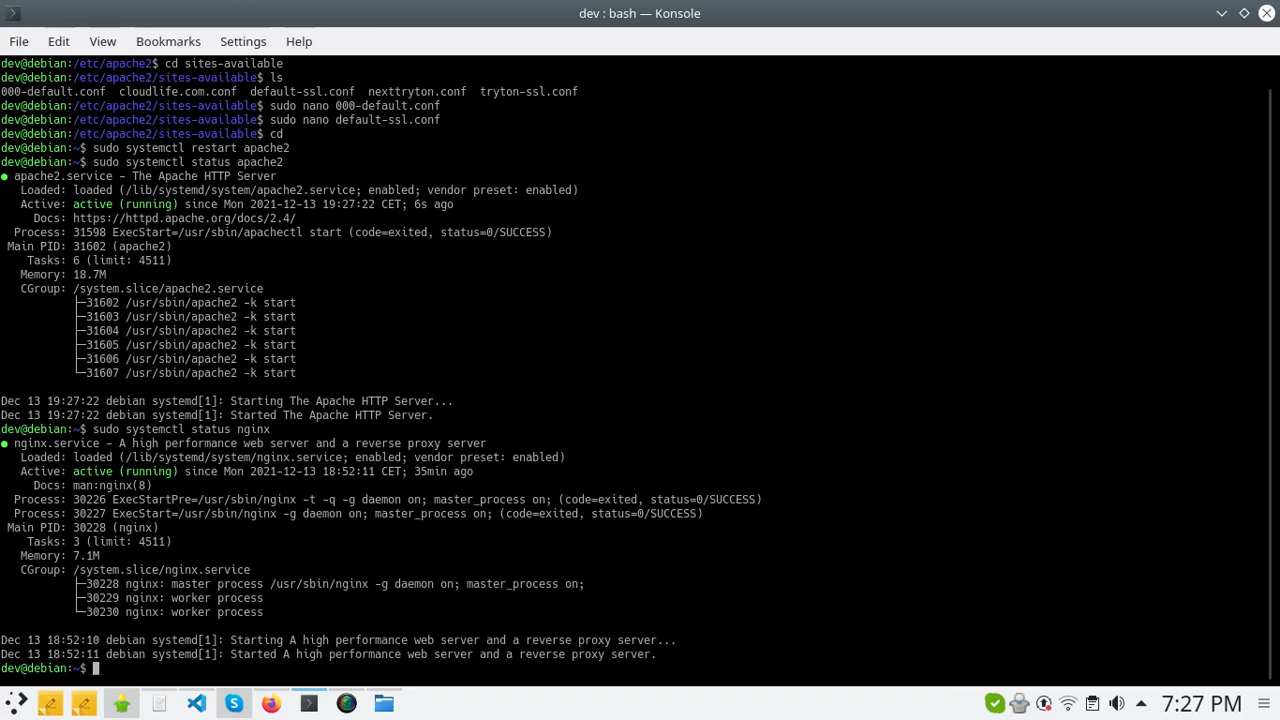 dev : bash — Konsole
File Edit View Bookmarks Settings Help
dev@debian:/etc/apache2$ cd sites-available
dev@debian:/etc/apache2/sites-available$ ls
000-default.conf  cloudlife.com.conf  default-ssl.conf  nexttryton.conf  tryton-ssl.conf
dev@debian:/etc/apache2/sites-available$ sudo nano 000-default.conf
dev@debian:/etc/apache2/sites-available$ sudo nano default-ssl.conf
dev@debian:/etc/apache2/sites-available$ cd
dev@debian:~$ sudo systemctl restart apache2
dev@debian:~$ sudo systemctl status apache2
● apache2.service - The Apache HTTP Server
   Loaded: loaded (/lib/systemd/system/apache2.service; enabled; vendor preset: enabled)
   Active: active (running) since Mon 2021-12-13 19:27:22 CET; 6s ago
     Docs: https://httpd.apache.org/docs/2.4/
  Process: 31598 ExecStart=/usr/sbin/apachectl start (code=exited, status=0/SUCCESS)
 Main PID: 31602 (apache2)
    Tasks: 6 (limit: 4511)
   Memory: 18.7M
   CGroup: /system.slice/apache2.service
           ├─31602 /usr/sbin/apache2 -k start
           ├─31603 /usr/sbin/apache2 -k start
           ├─31604 /usr/sbin/apache2 -k start
           ├─31605 /usr/sbin/apache2 -k start
           ├─31606 /usr/sbin/apache2 -k start
           └─31607 /usr/sbin/apache2 -k start
Dec 13 19:27:22 debian systemd[1]: Starting The Apache HTTP Server...
Dec 13 19:27:22 debian systemd[1]: Started The Apache HTTP Server.
dev@debian:~$ sudo systemctl status nginx
● nginx.service - A high performance web server and a reverse proxy server
   Loaded: loaded (/lib/systemd/system/nginx.service; enabled; vendor preset: enabled)
   Active: active (running) since Mon 2021-12-13 18:52:11 CET; 35min ago
     Docs: man:nginx(8)
  Process: 30226 ExecStartPre=/usr/sbin/nginx -t -q -g daemon on; master_process on; (code=exited, status=0/SUCCESS)
  Process: 30227 ExecStart=/usr/sbin/nginx -g daemon on; master_process on; (code=exited, status=0/SUCCESS)
 Main PID: 30228 (nginx)
    Tasks: 3 (limit: 4511)
   Memory: 7.1M
   CGroup: /system.slice/nginx.service
           ├─30228 nginx: master process /usr/sbin/nginx -g daemon on; master_process on;
           ├─30229 nginx: worker process
           └─30230 nginx: worker process
Dec 13 18:52:10 debian systemd[1]: Starting A high performance web server and a reverse proxy server...
Dec 13 18:52:11 debian systemd[1]: Started A high performance web server and a reverse proxy server.
dev@debian:~$
7:27 PM